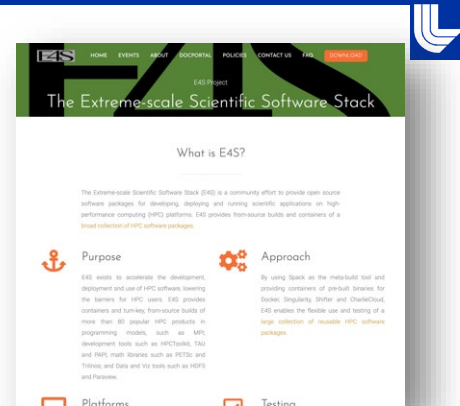 E4S HOME EVENTS ABOUT DOCPORTAL POLICIES CONTACT US FAQ DOWNLOAD
E4S
E4S Project
The Extreme-scale Scientific Software Stack
What is E4S?
The Extreme-scale Scientific Software Stack (E4S) is a community effort to provide open source
software packages for developing, deploying and running scientific applications on high-
performance computing (HPC) platforms. E4S provides from-source builds and containers of a
broad collection of HPC software packages.
Purpose
E4S exists to accelerate the development,
deployment and use of HPC software, lowering
the barriers for HPC users. E4S provides
containers and turn-key, from-source builds of
more than 80 popular HPC products in
programming models, such as MPI;
development tools such as HPCToolkit, TAU
and PAPI; math libraries such as PETSc and
Trilinos; and Data and Viz tools such as HDF5
and Paraview.
Approach
By using Spack as the meta-build tool and
providing containers of pre-built binaries for
Docker, Singularity, Shifter and CharlieCloud,
E4S enables the flexible use and testing of a
large collection of reusable HPC software
packages.
Platforms
Testing